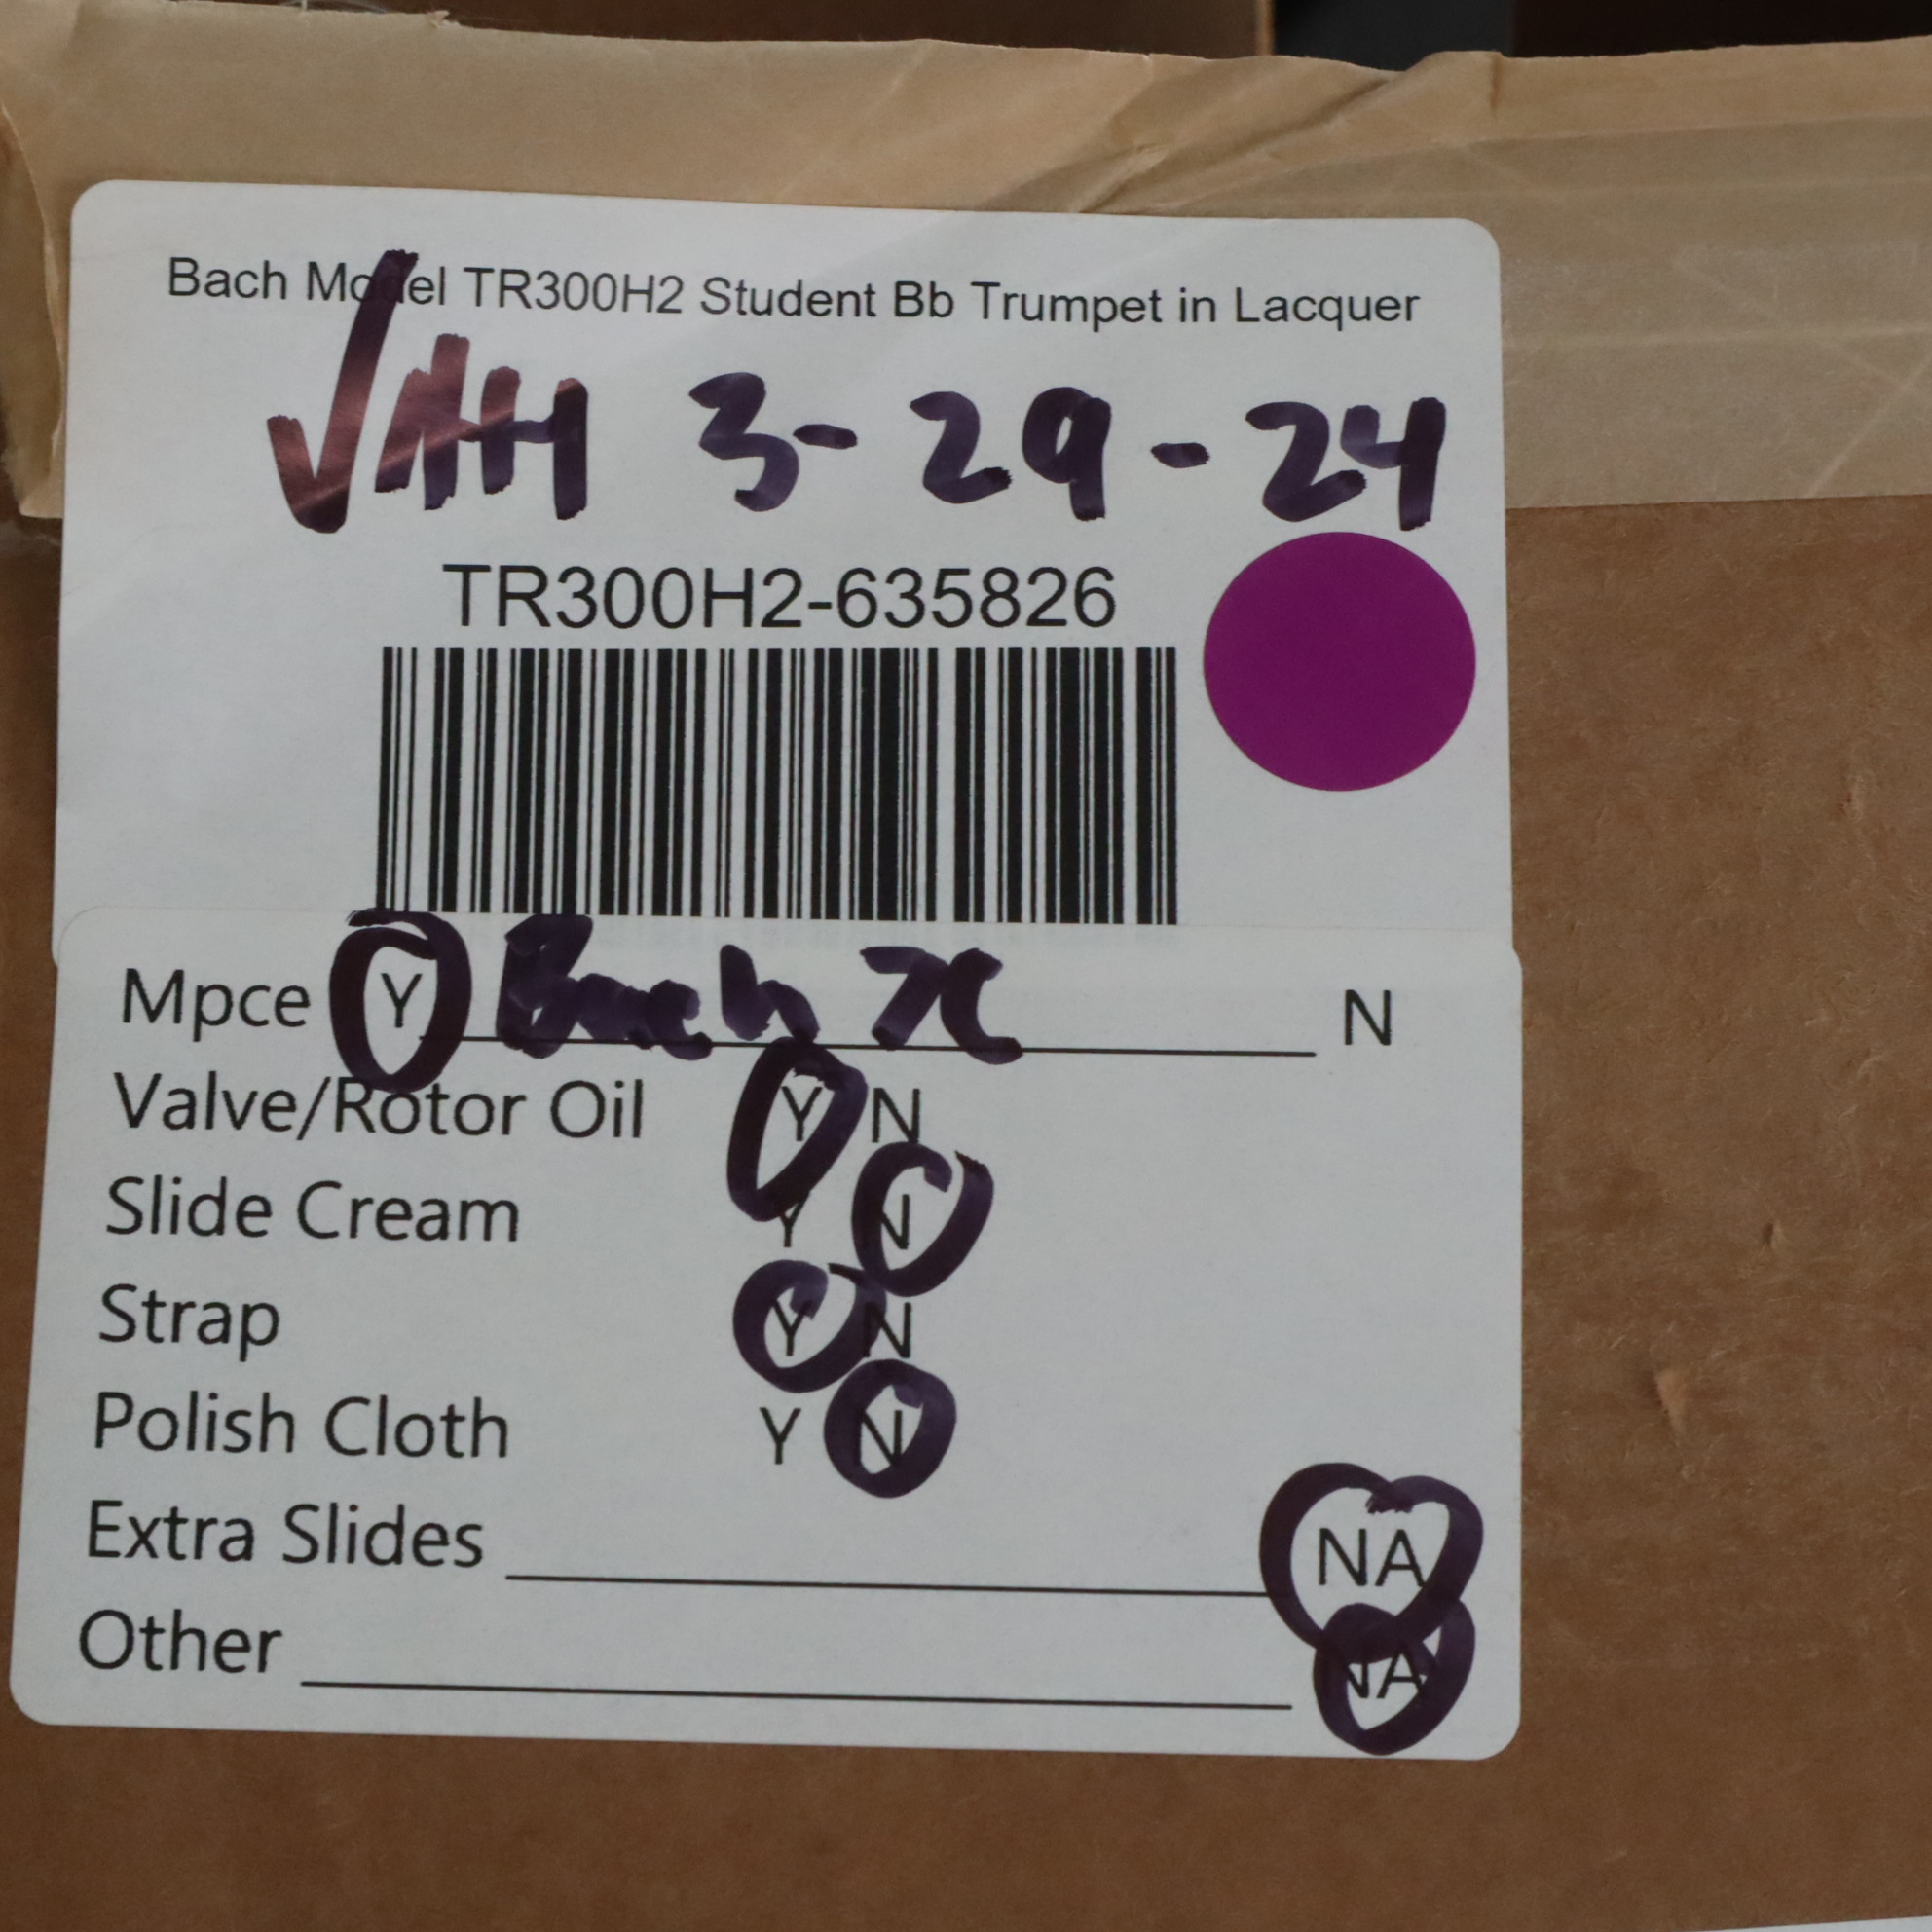 Bach Model TR300H2 Student Bb Trumpet in Lacquer
√AH 3-29-24
TR300H2-635826
Mpce Y Bach 7C N
Valve/Rotor Oil Y N
Slide Cream Y N
Strap Y N
Polish Cloth Y N
Extra Slides NA
Other NA